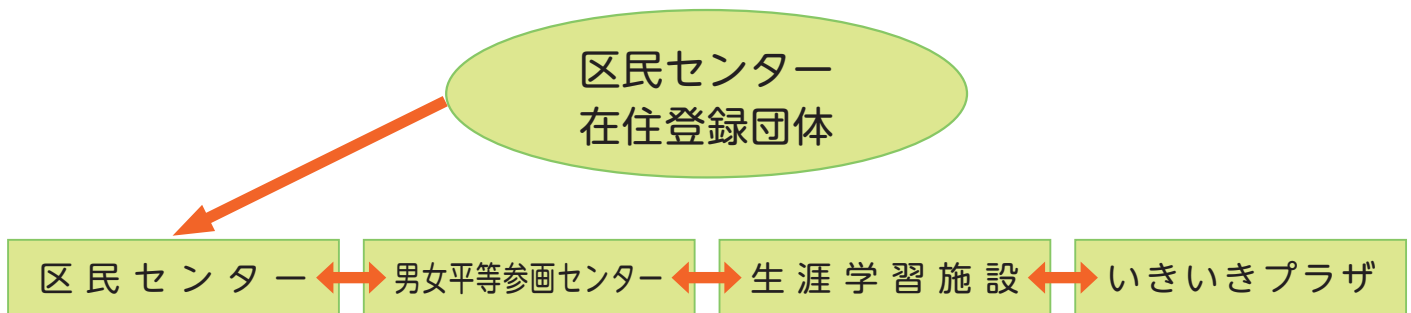 区民センター
在住登録団体
区民センター
男女平等参画センター
生涯学習施設
いきいきプラザ